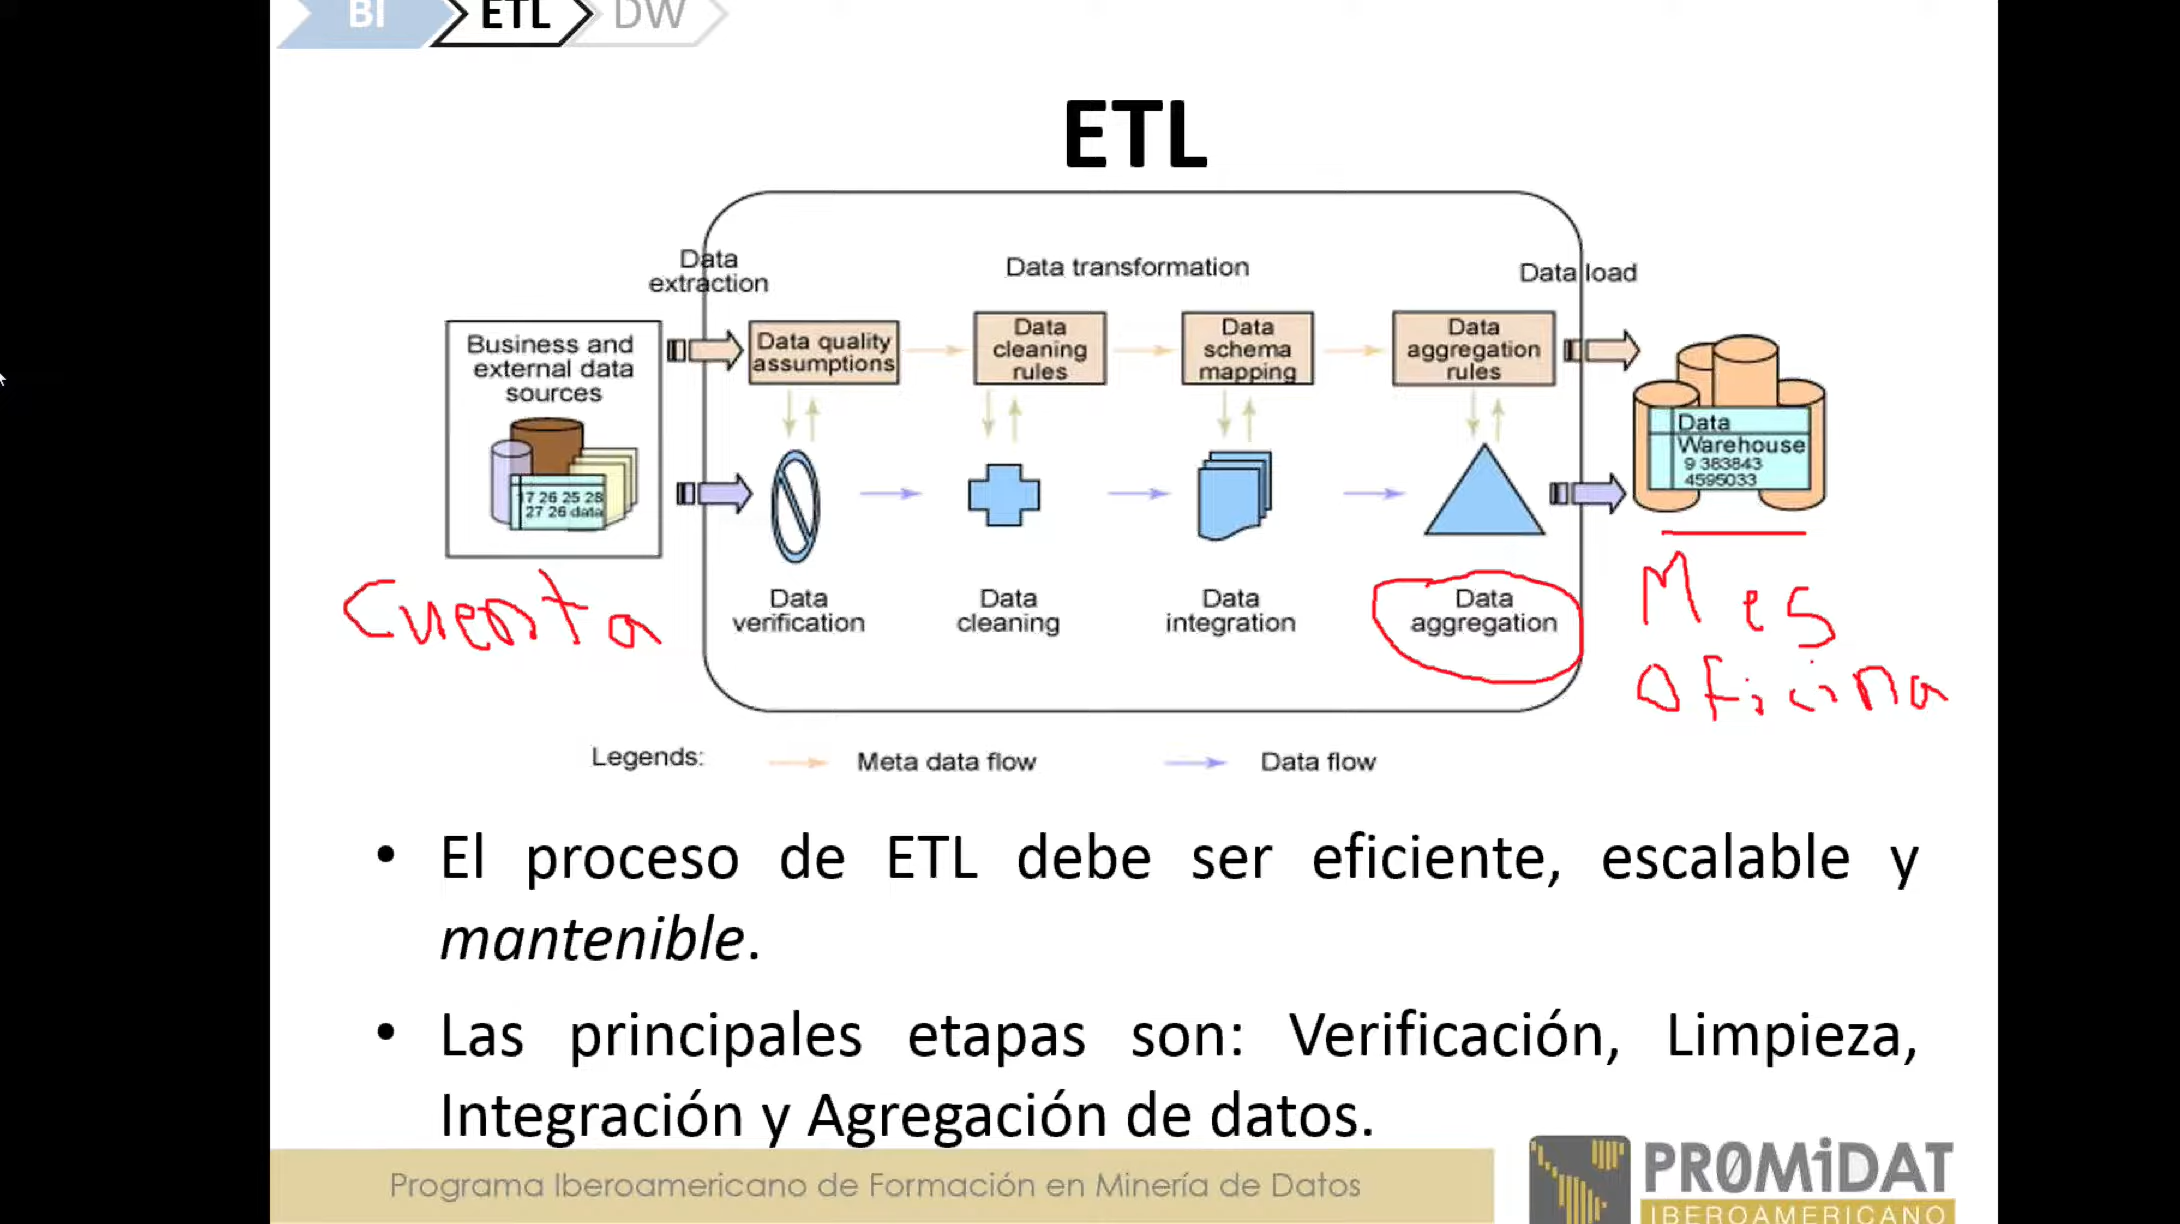 BI
ETL
DW
ETL
Data
extraction
Data transformation
Data load
Business and
external data
sources
17 26 25 28
27 26 data
Data quality
assumptions
Data
cleaning
rules
Data
schema
mapping
Data
aggregation
rules
Data
Warehouse
9 383843
4595033
Data
verification
Data
cleaning
Data
integration
Data
aggregation
Cuenta
Mes
Oficina
Legends:
Meta data flow
Data flow
• El proceso de ETL debe ser eficiente, escalable y
mantenible.
• Las principales etapas son: Verificación, Limpieza,
Integración y Agregación de datos.
Programa Iberoamericano de Formación en Minería de Datos
PROMiDAT
IBEROAMERICANO